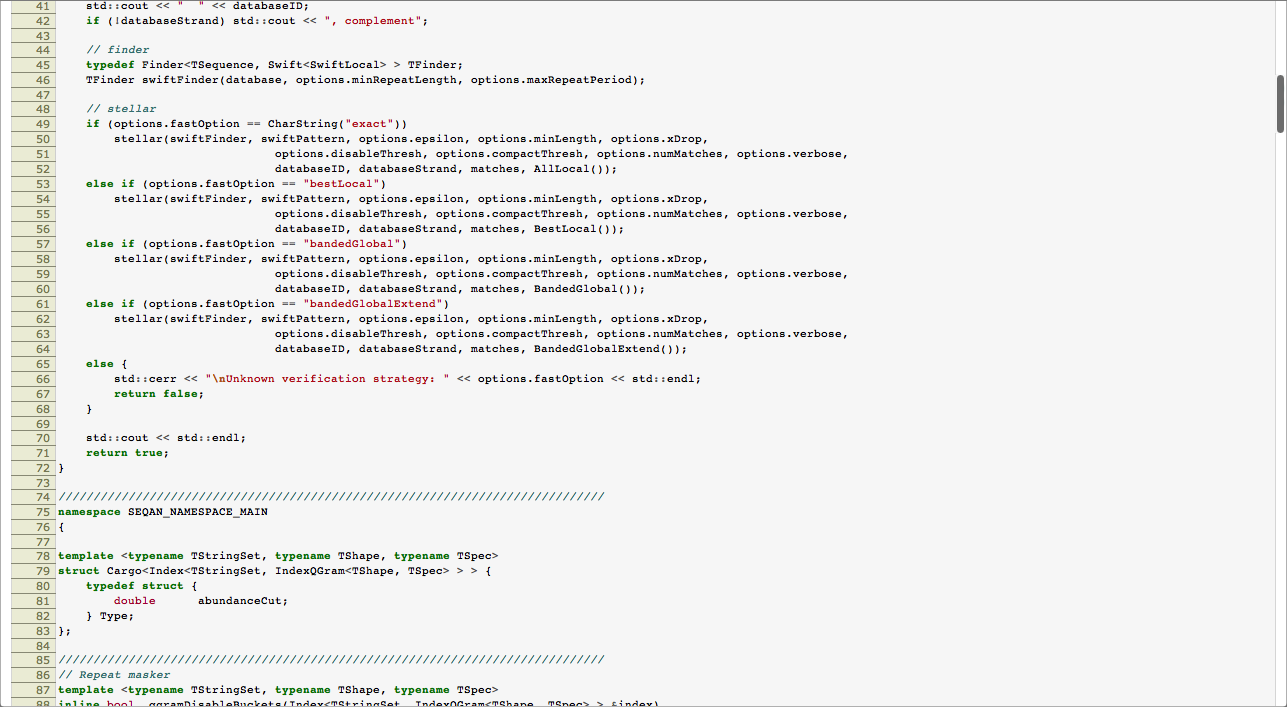 41 std::cout << "  " << databaseID;
42 if (!databaseStrand) std::cout << ", complement";
43
44 // finder
45 typedef Finder<TSequence, Swift<SwiftLocal> > TFinder;
46 TFinder swiftFinder(database, options.minRepeatLength, options.maxRepeatPeriod);
47
48 // stellar
49 if (options.fastOption == CharString("exact"))
50 stellar(swiftFinder, swiftPattern, options.epsilon, options.minLength, options.xDrop,
51 options.disableThresh, options.compactThresh, options.numMatches, options.verbose,
52 databaseID, databaseStrand, matches, AllLocal());
53 else if (options.fastOption == "bestLocal")
54 stellar(swiftFinder, swiftPattern, options.epsilon, options.minLength, options.xDrop,
55 options.disableThresh, options.compactThresh, options.numMatches, options.verbose,
56 databaseID, databaseStrand, matches, BestLocal());
57 else if (options.fastOption == "bandedGlobal")
58 stellar(swiftFinder, swiftPattern, options.epsilon, options.minLength, options.xDrop,
59 options.disableThresh, options.compactThresh, options.numMatches, options.verbose,
60 databaseID, databaseStrand, matches, BandedGlobal());
61 else if (options.fastOption == "bandedGlobalExtend")
62 stellar(swiftFinder, swiftPattern, options.epsilon, options.minLength, options.xDrop,
63 options.disableThresh, options.compactThresh, options.numMatches, options.verbose,
64 databaseID, databaseStrand, matches, BandedGlobalExtend());
65 else {
66 std::cerr << "\nUnknown verification strategy: " << options.fastOption << std::endl;
67 return false;
68 }
69
70 std::cout << std::endl;
71 return true;
72 }
73
74 //////////////////////////////////////////////////////////////////////////////
75 namespace SEQAN_NAMESPACE_MAIN
76 {
77
78 template <typename TStringSet, typename TShape, typename TSpec>
79 struct Cargo<Index<TStringSet, IndexQGram<TShape, TSpec> > > {
80 typedef struct {
81 double      abundanceCut;
82 } Type;
83 };
84
85 //////////////////////////////////////////////////////////////////////////////
86 // Repeat masker
87 template <typename TStringSet, typename TShape, typename TSpec>
88 inline bool _qgramDisableBuckets(Index<TStringSet, IndexQGram<TShape, TSpec> > &index)